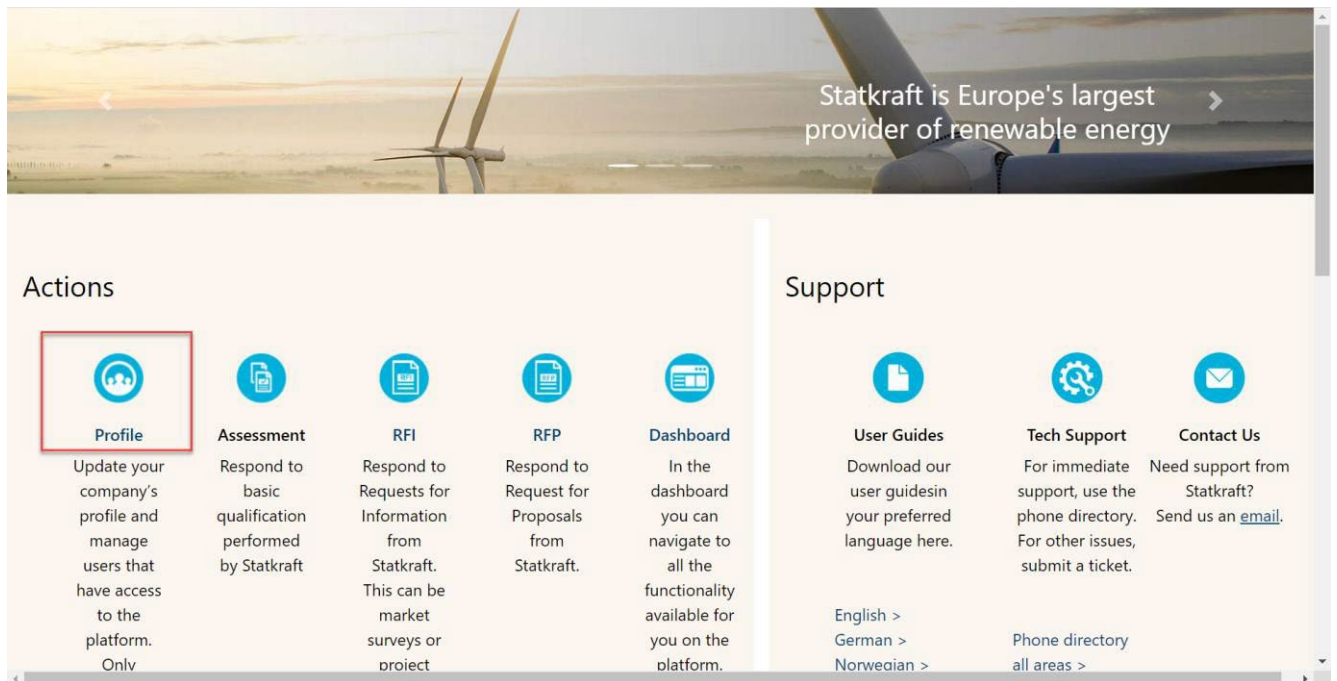 Statkraft is Europe's largest
provider of renewable energy
Actions
Profile
Update your
company's
profile and
manage
users that
have access
to the
platform.
Only
Assessment
Respond to
basic
qualification
performed
by Statkraft
RFI
RFI
Respond to
Requests for
Information
from
Statkraft.
This can be
market
surveys or
project
RFP
Respond to
Request for
Proposals
from
Statkraft.
Dashboard
In the
dashboard
you can
navigate to
all the
functionality
available for
you on the
platform.
Support
User Guides
Download our
user guidesin
your preferred
language here.
English >
German >
Norwegian >
Tech Support
For immediate
support, use the
phone directory.
For other issues,
submit a ticket.
Phone directory
all areas >
Contact Us
Need support from
Statkraft?
Send us an email.